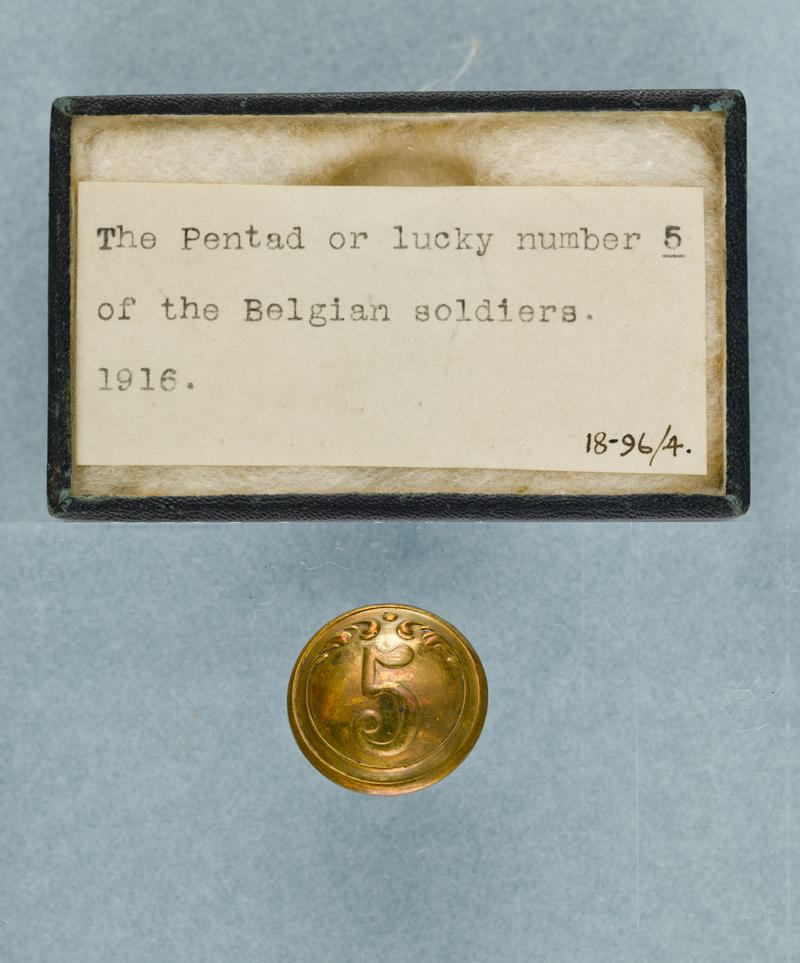 The Pentad or lucky number 5
of the Belgian soldiers.
1916.
18-96/4.
5